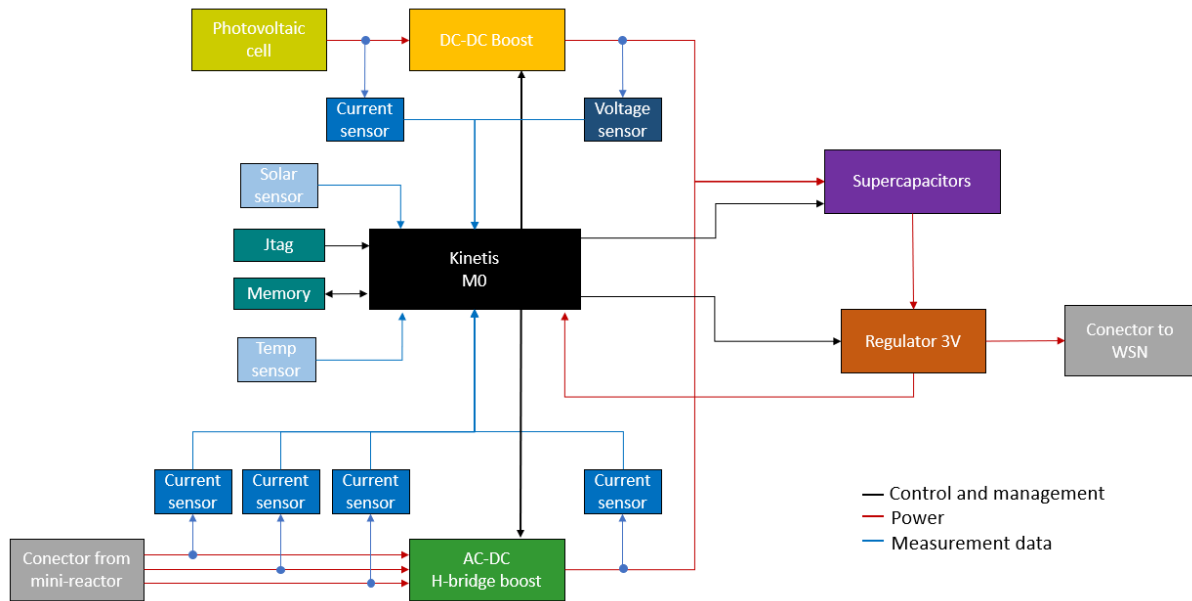 Photovoltaic
cell
DC-DC Boost
Current
sensor
Voltage
sensor
Solar
sensor
Supercapacitors
Jtag
Kinetis
M0
Memory
Temp
sensor
Regulator 3V
Conector to
WSN
Current
sensor
Current
sensor
Current
sensor
Current
sensor
Control and management
Power
Measurement data
Conector from
mini-reactor
AC-DC
H-bridge boost